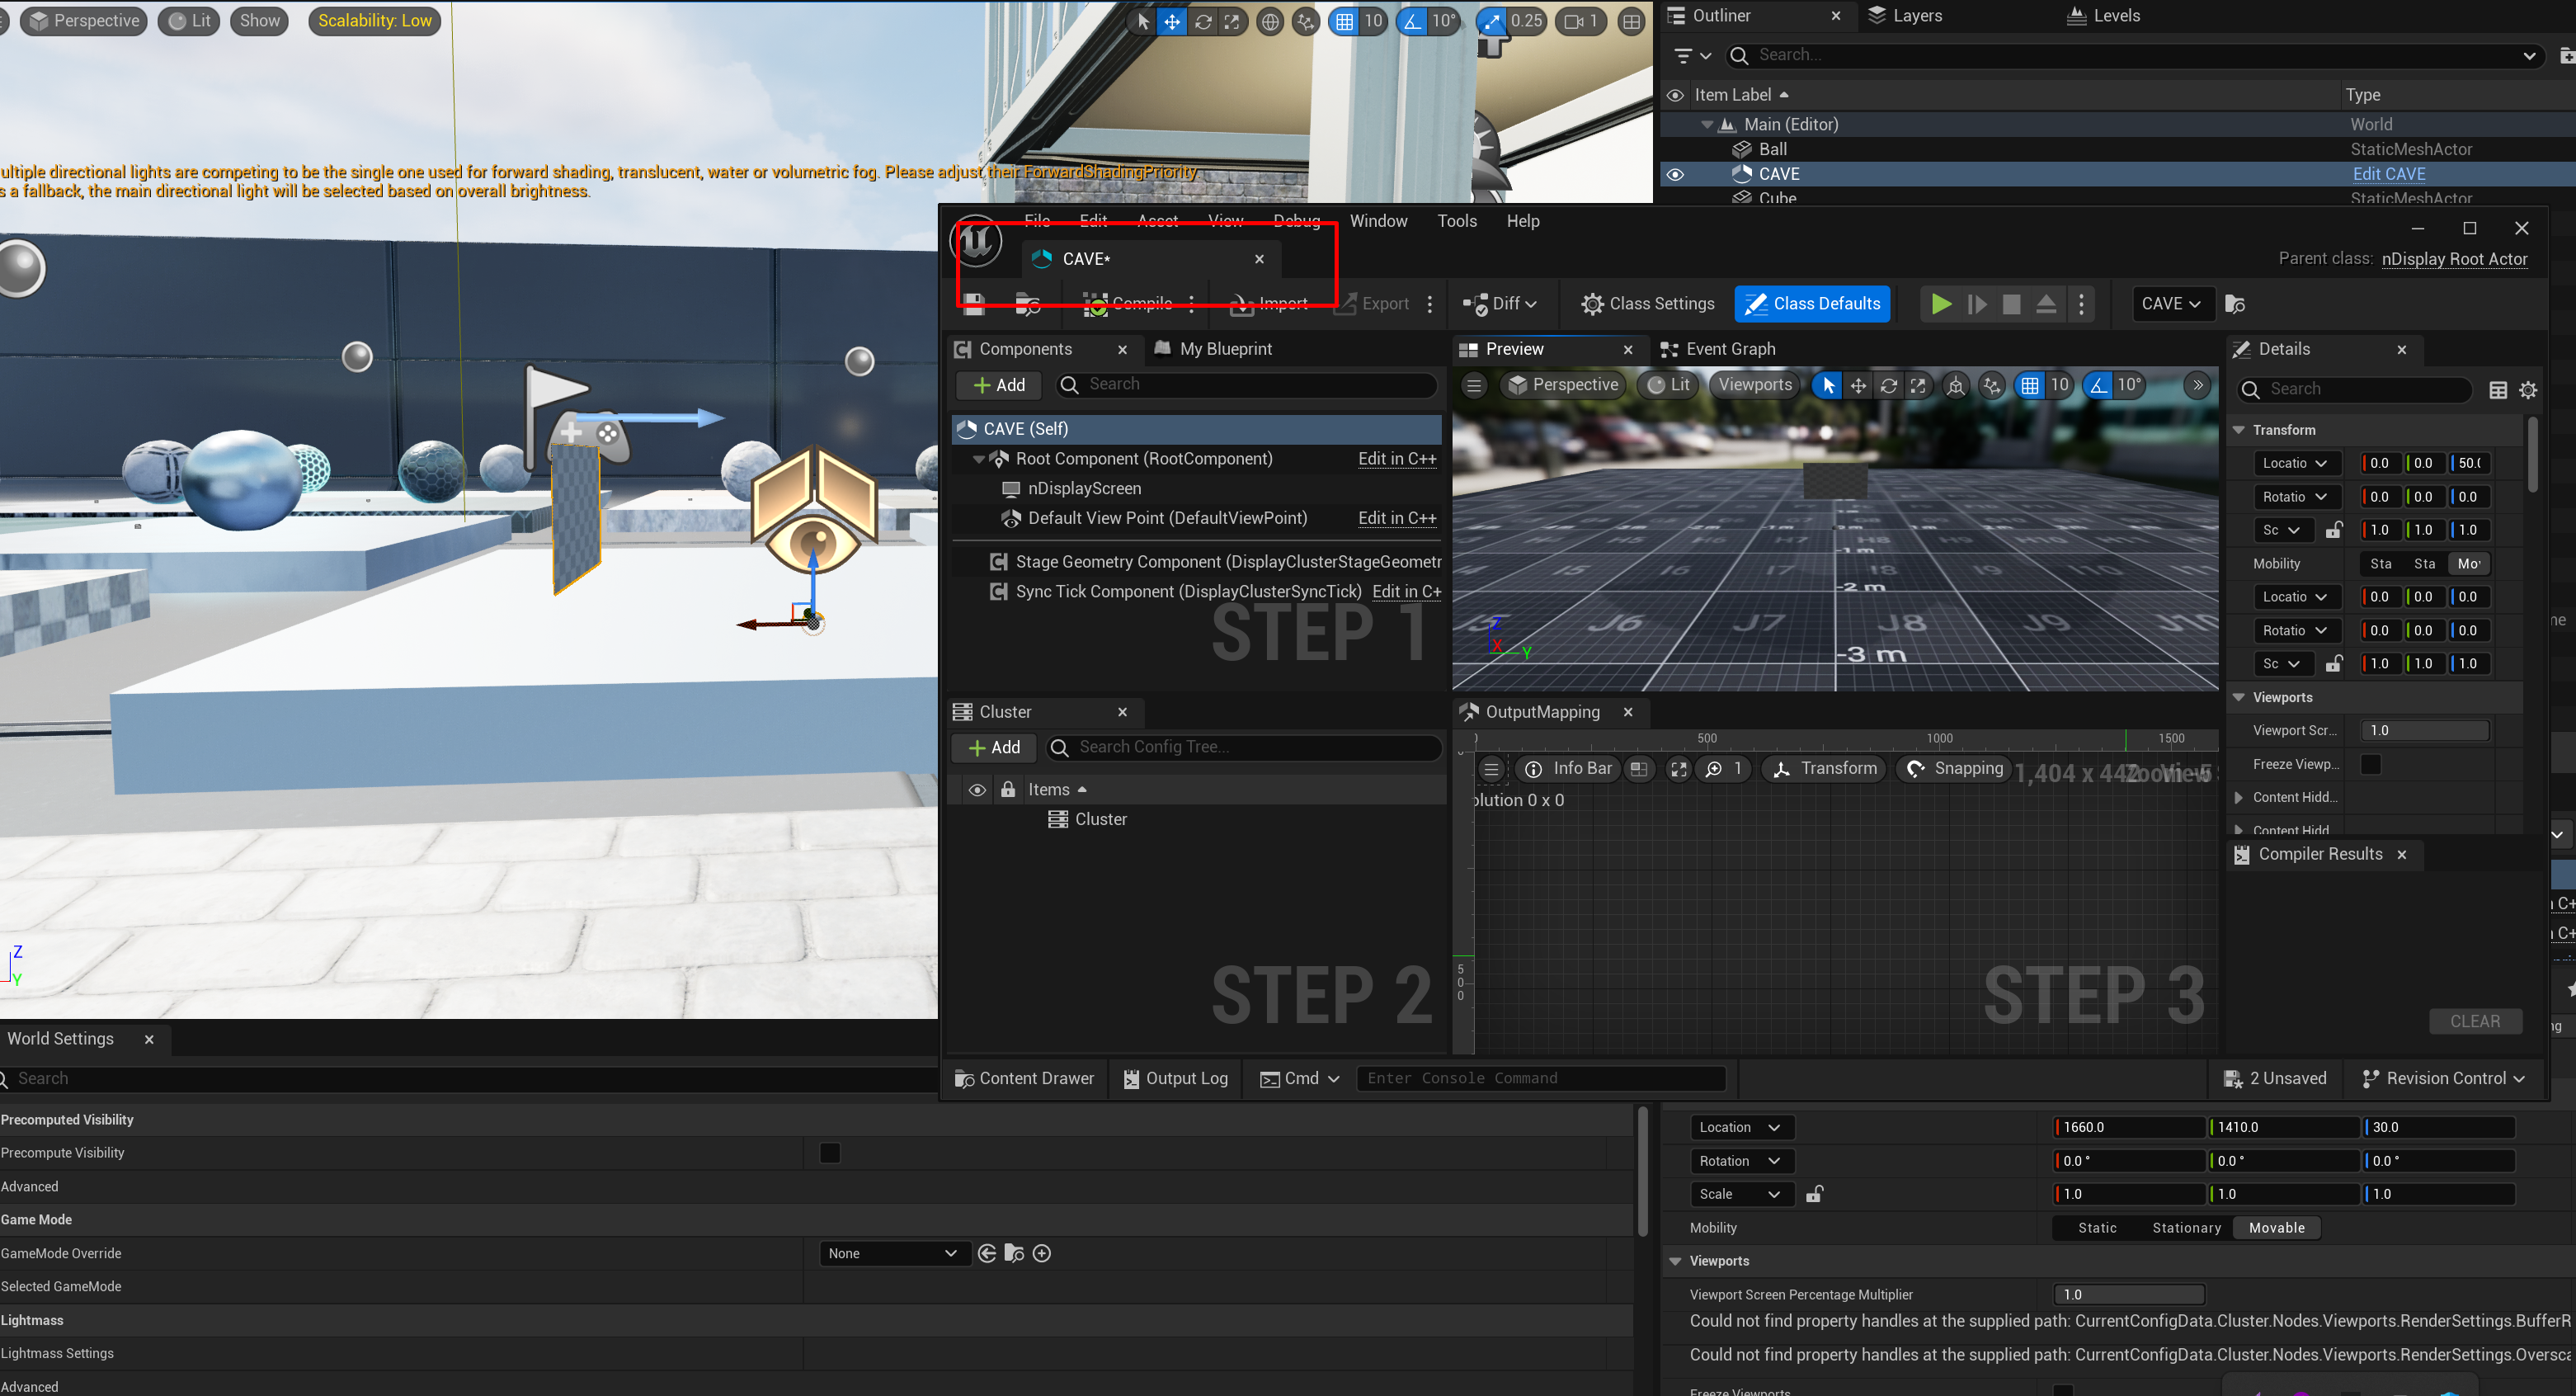 Perspective
Lit
Show
Scalability: Low
10
10°
0.25
1
ultiple directional lights are competing to be the single one used for forward shading, translucent, water or volumetric fog. Please adjust their ForwardShadingPriority.
s a fallback, the main directional light will be selected based on overall brightness.
Z
Y
Outliner
Layers
Levels
Search...
Item Label
Type
Main (Editor)
World
Ball
StaticMeshActor
CAVE
Edit CAVE
Cube
StaticMeshActor
File
Edit
Asset
View
Debug
Window
Tools
Help
CAVE*
Parent class: nDisplay Root Actor
Compile
Import
Export
Diff
Class Settings
Class Defaults
CAVE
Components
My Blueprint
Add
Search
CAVE (Self)
Root Component (RootComponent)
Edit in C++
nDisplayScreen
Default View Point (DefaultViewPoint)
Edit in C++
Stage Geometry Component (DisplayClusterStageGeometr
Sync Tick Component (DisplayClusterSyncTick)
Edit in C+
STEP 1
Preview
Event Graph
Perspective
Lit
Viewports
10
10°
-1m
-2 m
J6
J7
J8
J9
-3 m
Z
X
Y
Details
Search
Transform
Locatio
0.0
0.0
50.(
Rotatio
0.0
0.0
0.0
Sc
1.0
1.0
1.0
Mobility
Sta
Sta
Mo
Locatio
0.0
0.0
0.0
Rotatio
0.0
0.0
0.0
Sc
1.0
1.0
1.0
Viewports
Viewport Scr...
1.0
Freeze Viewp...
Content Hidd...
Content Hidd
Compiler Results
CLEAR
Cluster
Add
Search Config Tree...
Items
Cluster
STEP 2
OutputMapping
500
1000
1500
Info Bar
1
Transform
Snapping
1,404 x 442
olution 0 x 0
500
STEP 3
Content Drawer
Output Log
Cmd
Enter Console Command
2 Unsaved
Revision Control
World Settings
Search
Precomputed Visibility
Precompute Visibility
Advanced
Game Mode
GameMode Override
None
Selected GameMode
Lightmass
Lightmass Settings
Advanced
Location
1660.0
1410.0
30.0
Rotation
0.0 °
0.0 °
0.0 °
Scale
1.0
1.0
1.0
Mobility
Static
Stationary
Movable
Viewports
Viewport Screen Percentage Multiplier
1.0
Could not find property handles at the supplied path: CurrentConfigData.Cluster.Nodes.Viewports.RenderSettings.BufferR
Could not find property handles at the supplied path: CurrentConfigData.Cluster.Nodes.Viewports.RenderSettings.Oversca
Freeze Viewports